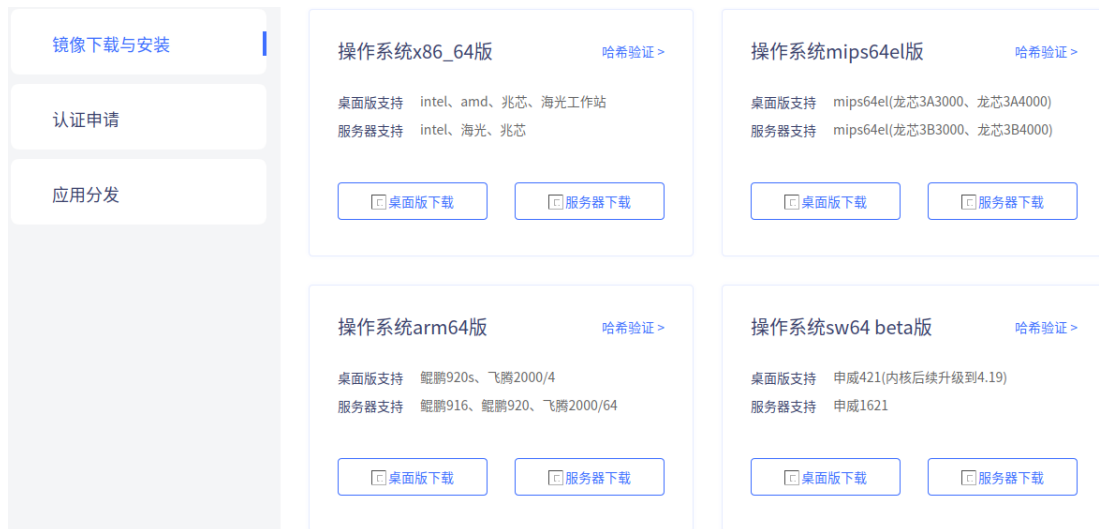 镜像下载与安装
认证申请
应用分发
操作系统x86_64版 哈希验证 >
桌面版支持 intel、amd、兆芯、海光工作站
服务器支持 intel、海光、兆芯
桌面版下载 服务器下载
操作系统mips64el版 哈希验证 >
桌面版支持 mips64el(龙芯3A3000、龙芯3A4000)
服务器支持 mips64el(龙芯3B3000、龙芯3B4000)
桌面版下载 服务器下载
操作系统arm64版 哈希验证 >
桌面版支持 鲲鹏920s、飞腾2000/4
服务器支持 鲲鹏916、鲲鹏920、飞腾2000/64
桌面版下载 服务器下载
操作系统sw64 beta版 哈希验证 >
桌面版支持 申威421(内核后续升级到4.19)
服务器支持 申威1621
桌面版下载 服务器下载